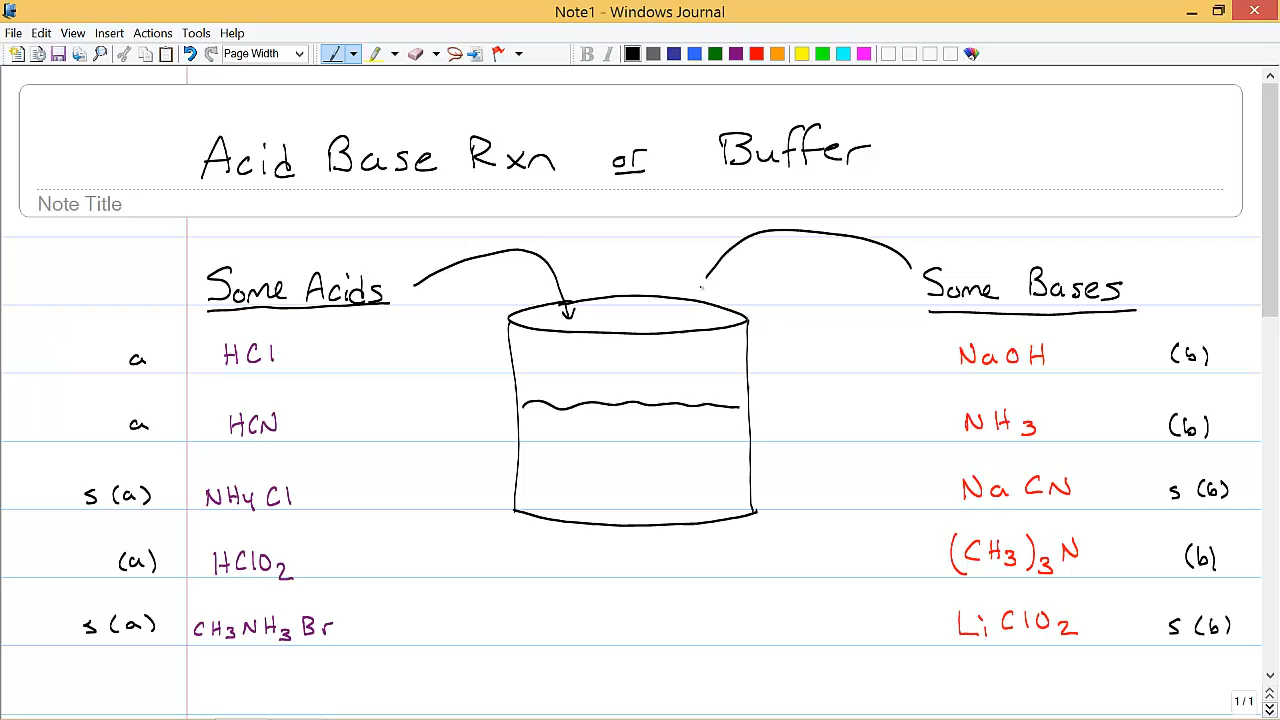 Note1 - Windows Journal
File Edit View Insert Actions Tools Help
Page Width B I
Acid Base Rxn or Buffer
Note Title
Some Acids Some Bases
a HCl NaOH (b)
a HCN NH3 (b)
s (a) NH4Cl NaCN s (b)
(a) HClO2 (CH3)3N (b)
s (a) CH3NH3Br LiClO2 s (b)
1/1